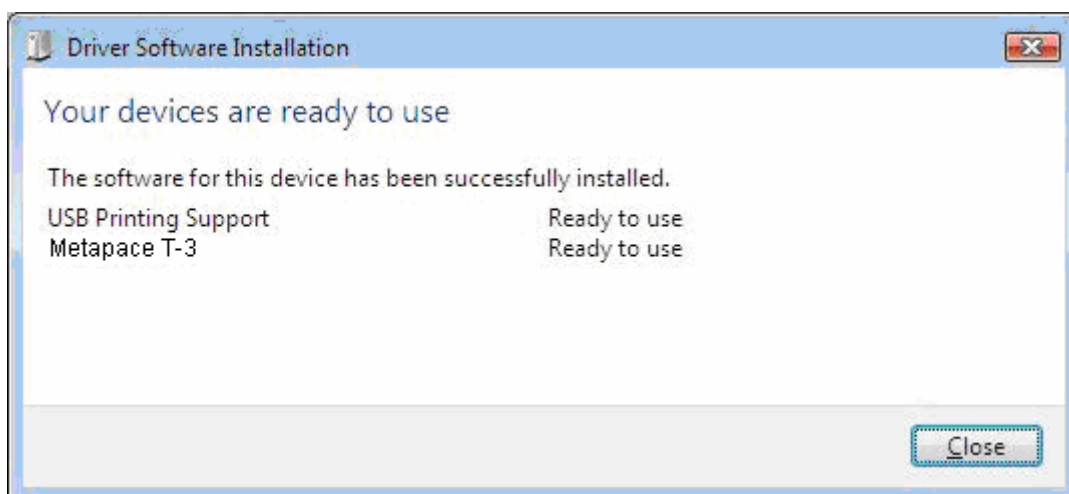 Driver Software Installation
Your devices are ready to use
The software for this device has been successfully installed.
USB Printing Support Ready to use
Metapace T-3 Ready to use
Close